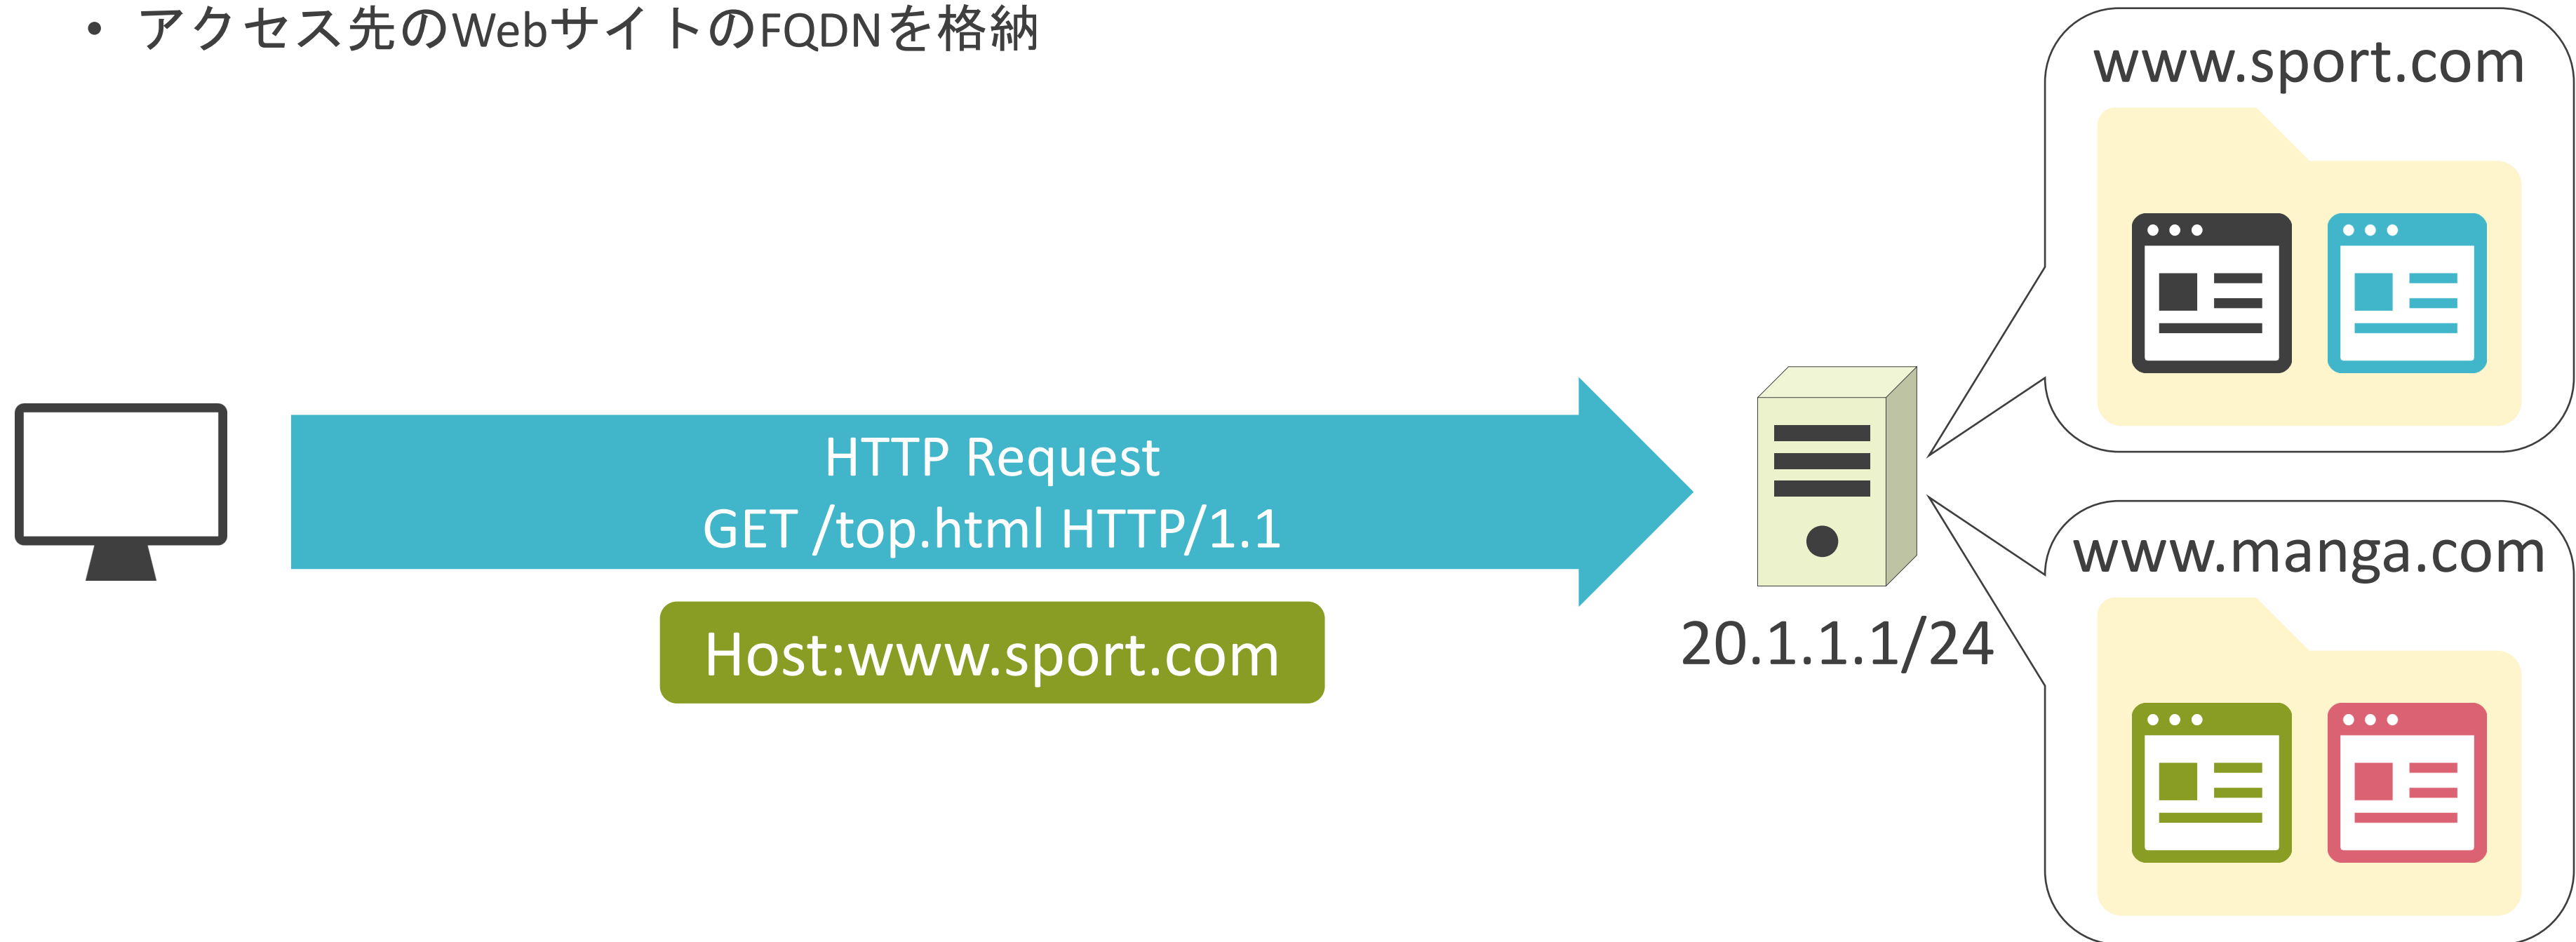 • アクセス先のWebサイトのFQDNを格納
www.sport.com
HTTP Request
GET /top.html HTTP/1.1
Host:www.sport.com
20.1.1.1/24
www.manga.com